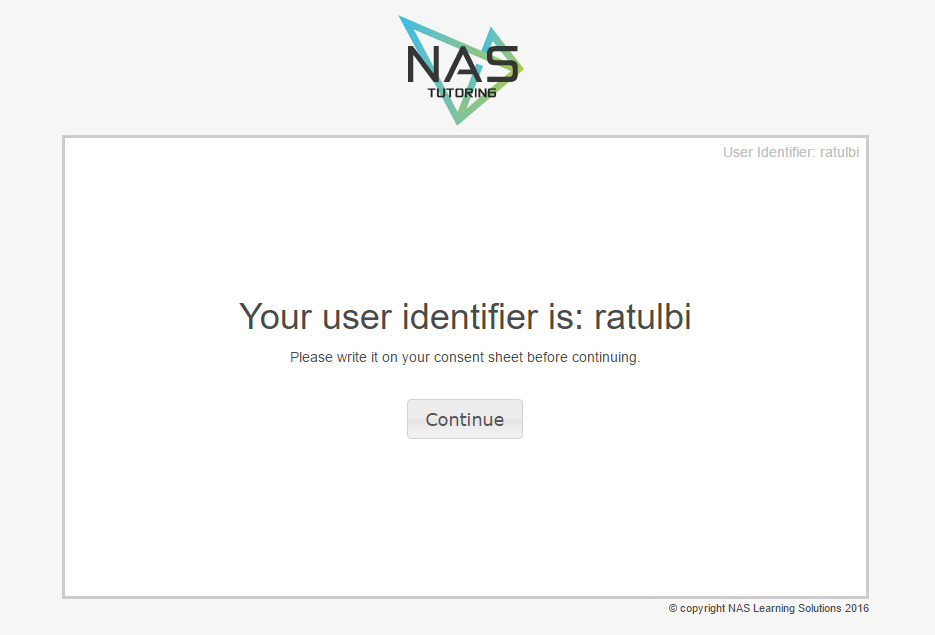 NAS
TUTORING
User Identifier: ratulbi
Your user identifier is: ratulbi
Please write it on your consent sheet before continuing.
Continue
© copyright NAS Learning Solutions 2016